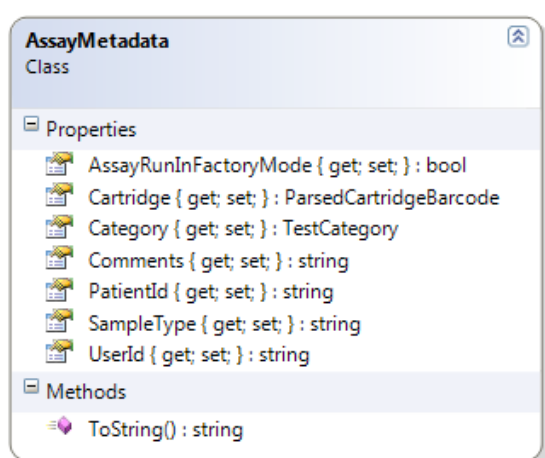 AssayMetadata
Class
Properties
AssayRunInFactoryMode { get; set; } : bool
Cartridge { get; set; } : ParsedCartridgeBarcode
Category { get; set; } : TestCategory
Comments { get; set; } : string
PatientId { get; set; } : string
SampleType { get; set; } : string
UserId { get; set; } : string
Methods
ToString() : string